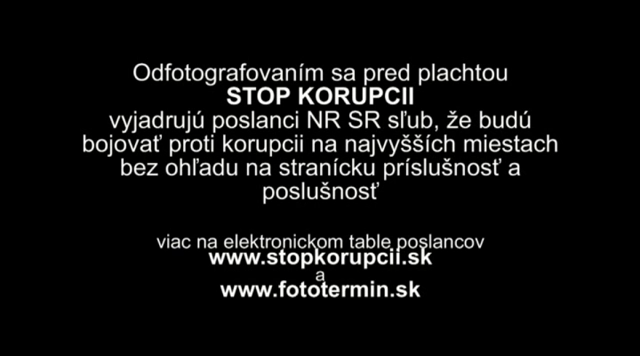 Odfotografovaním sa pred plachtou
STOP KORUPCII
vyjadrujú poslanci NR SR sľub, že budú
bojovať proti korupcii na najvyšších miestach
bez ohľadu na stranícku príslušnosť a
poslušnosť
viac na elektronickom table poslancov
www.stopkorupcii.sk
a
www.fototermin.sk